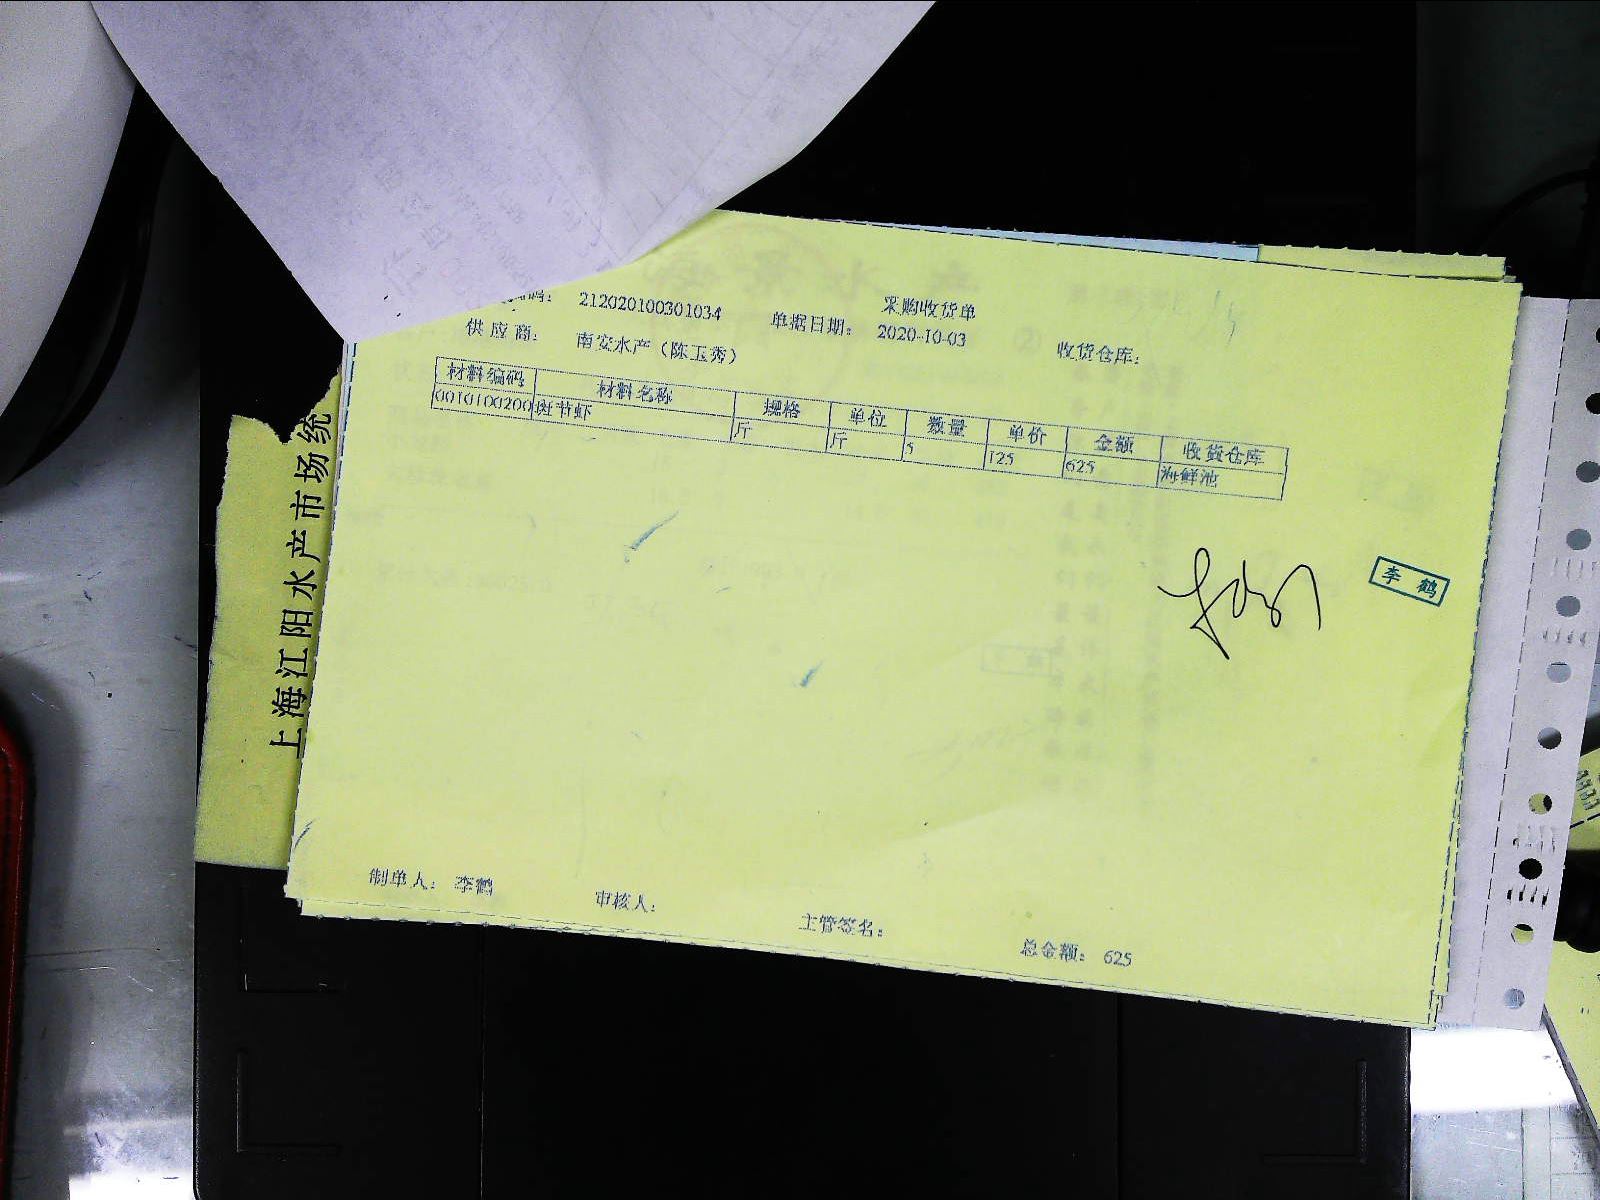 采购收货单
码: 212020100301034 单据日期: 2020-10-03 收货仓库:
供应商: 南安水产（陈玉秀）
材料编码 材料名称 规格 单位 数量 单价 金额 收货仓库
0010100200 斑节虾 斤 斤 5 125 625 海鲜池
李鹤
制单人: 李鹤 审核人: 主管签名: 总金额: 625
上海江阳水产市场统